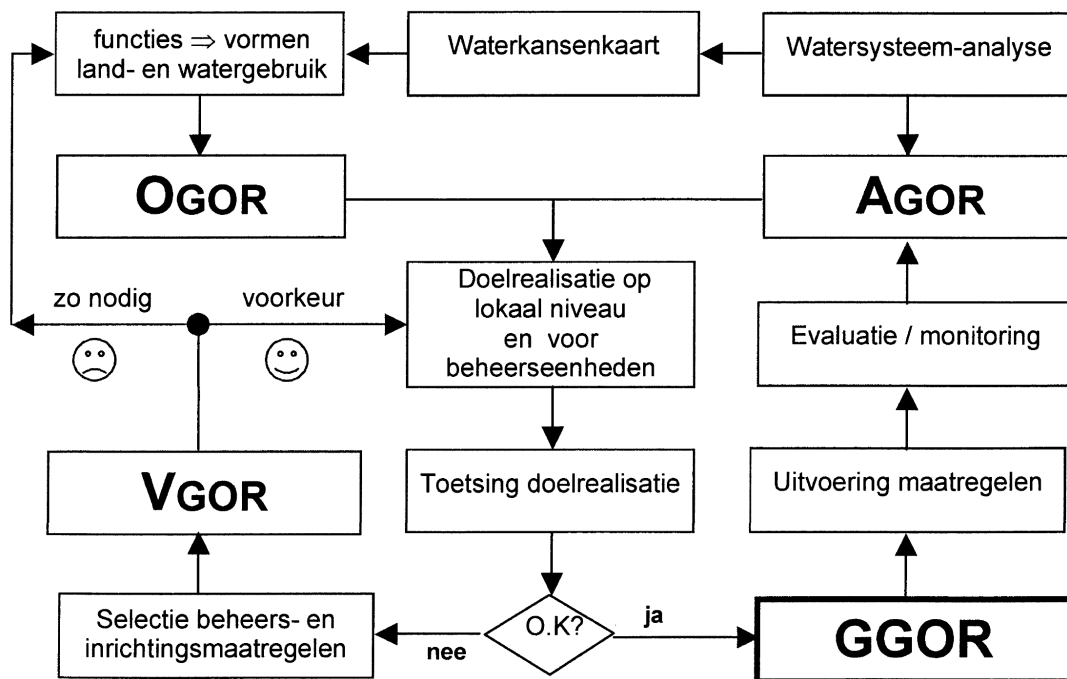 functies ⇒ vormen
land- en watergebruik
Waterkansenkaart
Watersysteem-analyse
OGOR
AGOR
zo nodig
voorkeur
Doelrealisatie op
lokaal niveau
en voor
beheerseenheden
Evaluatie / monitoring
VGOR
Toetsing doelrealisatie
Uitvoering maatregelen
Selectie beheers- en
inrichtingsmaatregelen
nee
O.K?
ja
GGOR